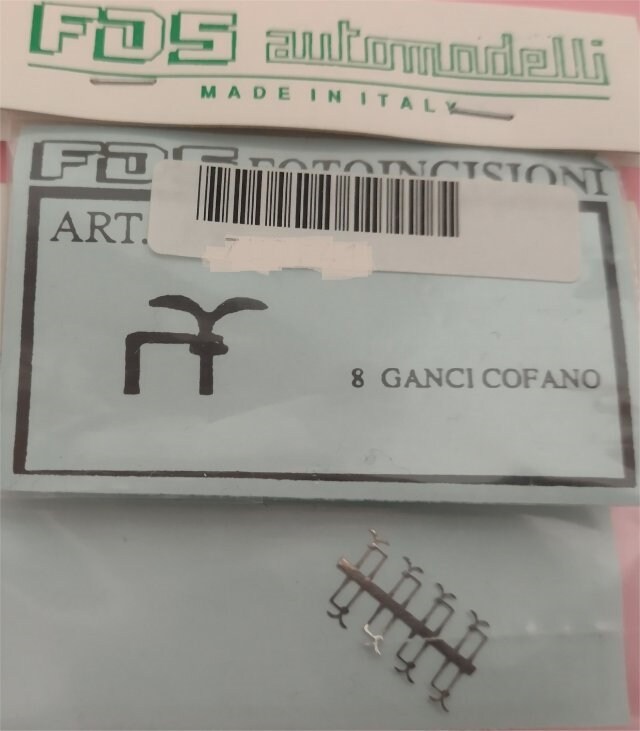 FDS automodelli
MADE IN ITALY
FDS FOTOINCISIONI
ART.
8 GANCI COFANO